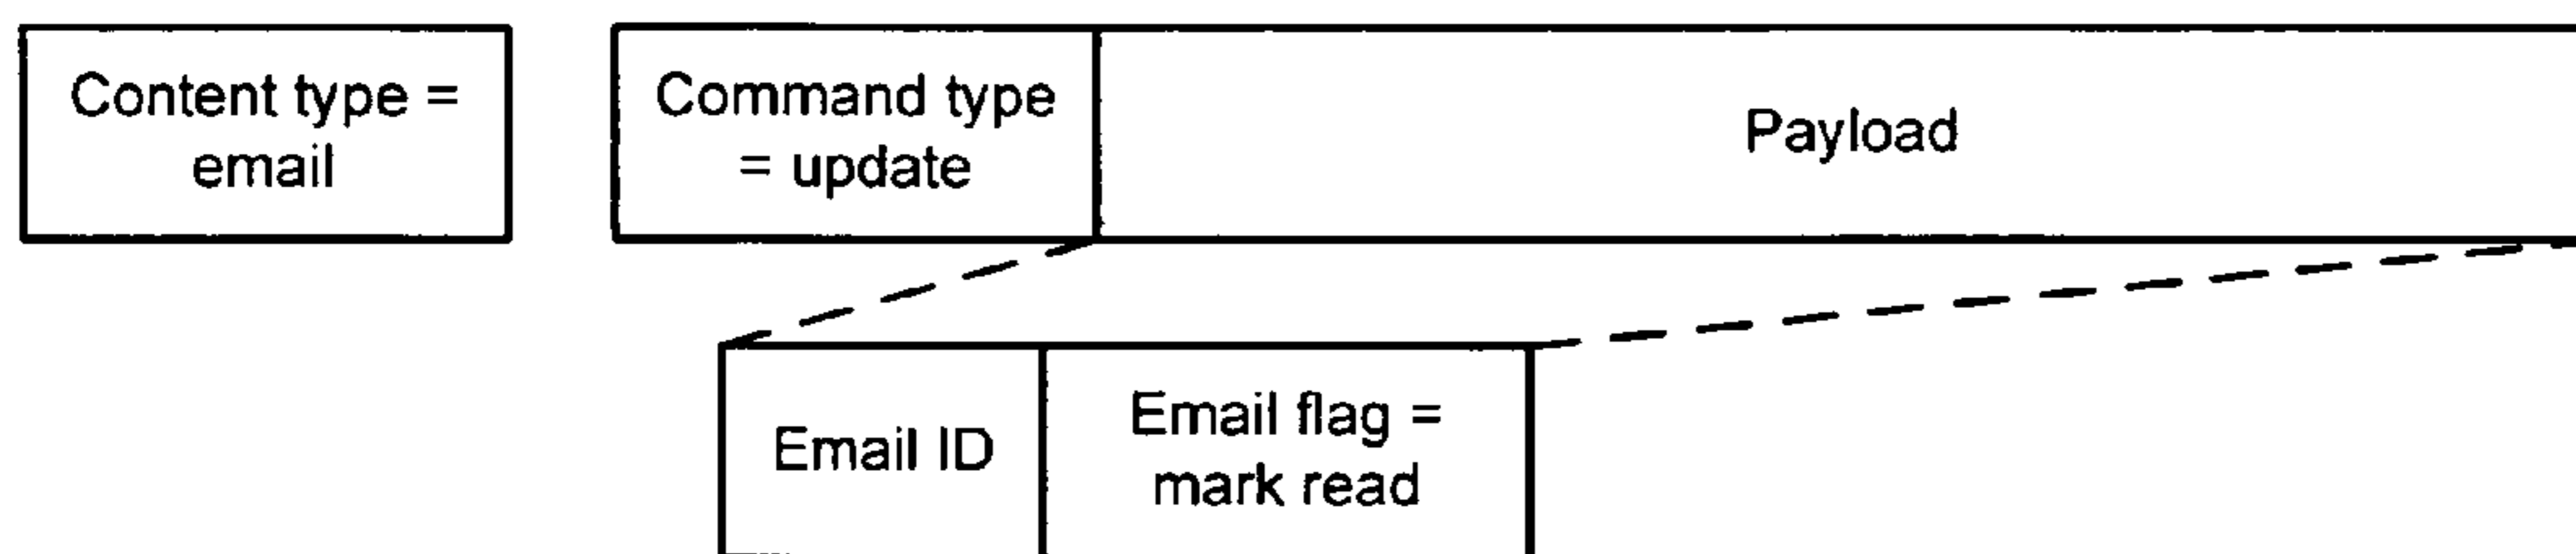 Content type =
email
Command type
= update
Payload
Email ID
Email flag =
mark read